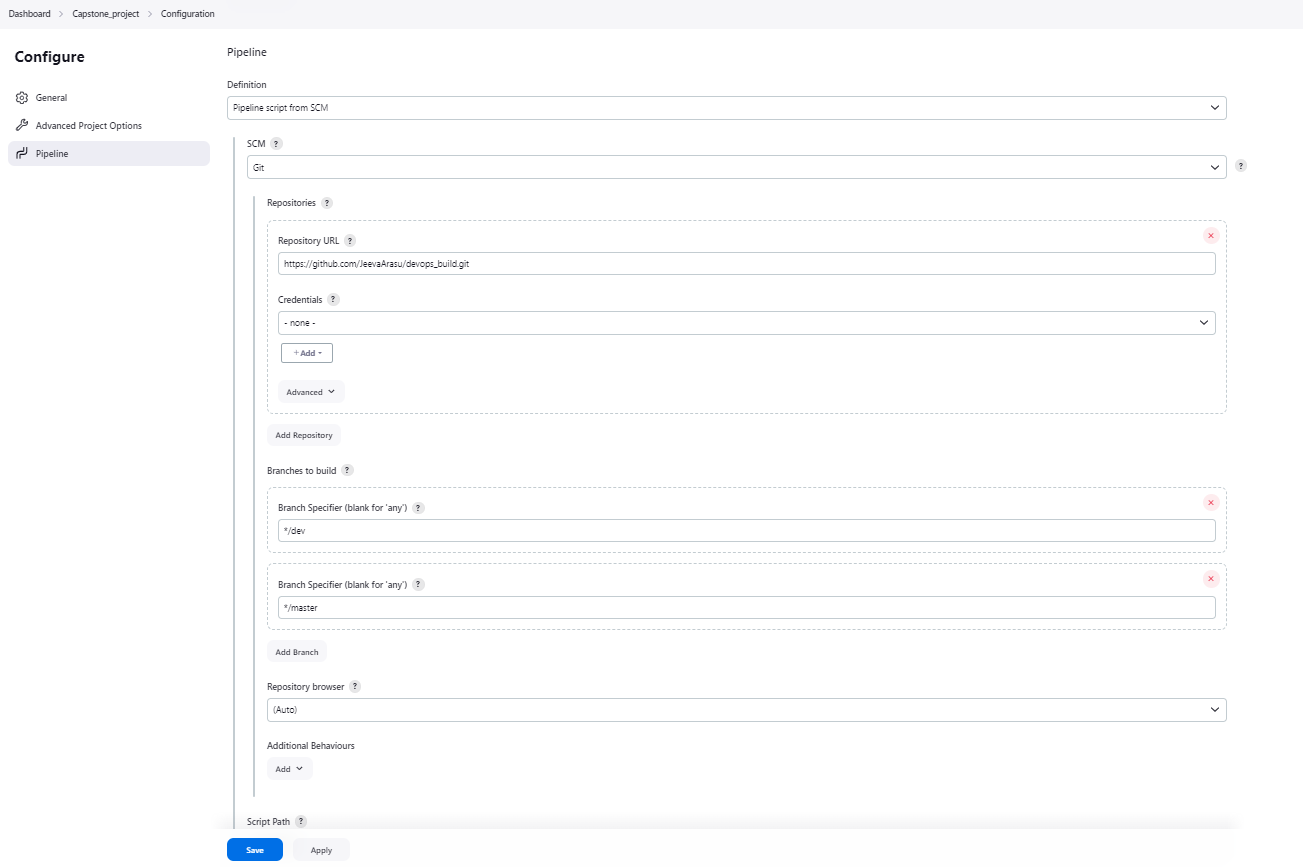 Dashboard > Capstone_project > Configuration
Configure
General
Advanced Project Options
Pipeline
Pipeline
Definition
Pipeline script from SCM
SCM ?
Git
?
Repositories ?
Repository URL ?
https://github.com/JeevaArasu/devops_build.git
Credentials ?
- none -
+ Add
Advanced
Add Repository
Branches to build ?
Branch Specifier (blank for 'any') ?
*/dev
Branch Specifier (blank for 'any') ?
*/master
Add Branch
Repository browser ?
(Auto)
Additional Behaviours
Add
Script Path ?
Save Apply